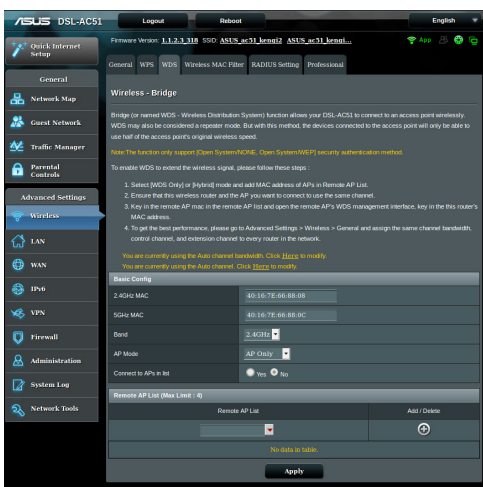 ASUS DSL-AC51 Logout Reboot English
Firmware Version: 1.1.2.3_318 SSID: ASUS_ac51_kengi2 ASUS_ac51_kengi... App
Quick Internet Setup
General WPS WDS Wireless MAC Filter RADIUS Setting Professional
General
Network Map
Guest Network
Traffic Manager
Parental Controls
Advanced Settings
Wireless
LAN
WAN
IPv6
VPN
Firewall
Administration
System Log
Network Tools
Wireless - Bridge
Bridge (or named WDS - Wireless Distribution System) function allows your DSL-AC51 to connect to an access point wirelessly.
WDS may also be considered a repeater mode. But with this method, the devices connected to the access point will only be able to
use half of the access point's original wireless speed.
Note:The function only support [Open System/NONE, Open System/WEP] security authentication method.
To enable WDS to extend the wireless signal, please follow these steps :
1. Select [WDS Only] or [Hybrid] mode and add MAC address of APs in Remote AP List.
2. Ensure that this wireless router and the AP you want to connect to use the same channel.
3. Key in the remote AP mac in the remote AP list and open the remote AP's WDS management interface, key in the this router's
MAC address.
4. To get the best performance, please go to Advanced Settings > Wireless > General and assign the same channel bandwidth,
control channel, and extension channel to every router in the network.
You are currently using the Auto channel bandwidth. Click Here to modify.
You are currently using the Auto channel. Click Here to modify.
Basic Config
2.4GHz MAC 40:16:7E:66:88:08
5GHz MAC 40:16:7E:66:88:0C
Band 2.4GHz
AP Mode AP Only
Connect to APs in list Yes No
Remote AP List (Max Limit : 4)
Remote AP List Add / Delete
No data in table.
Apply